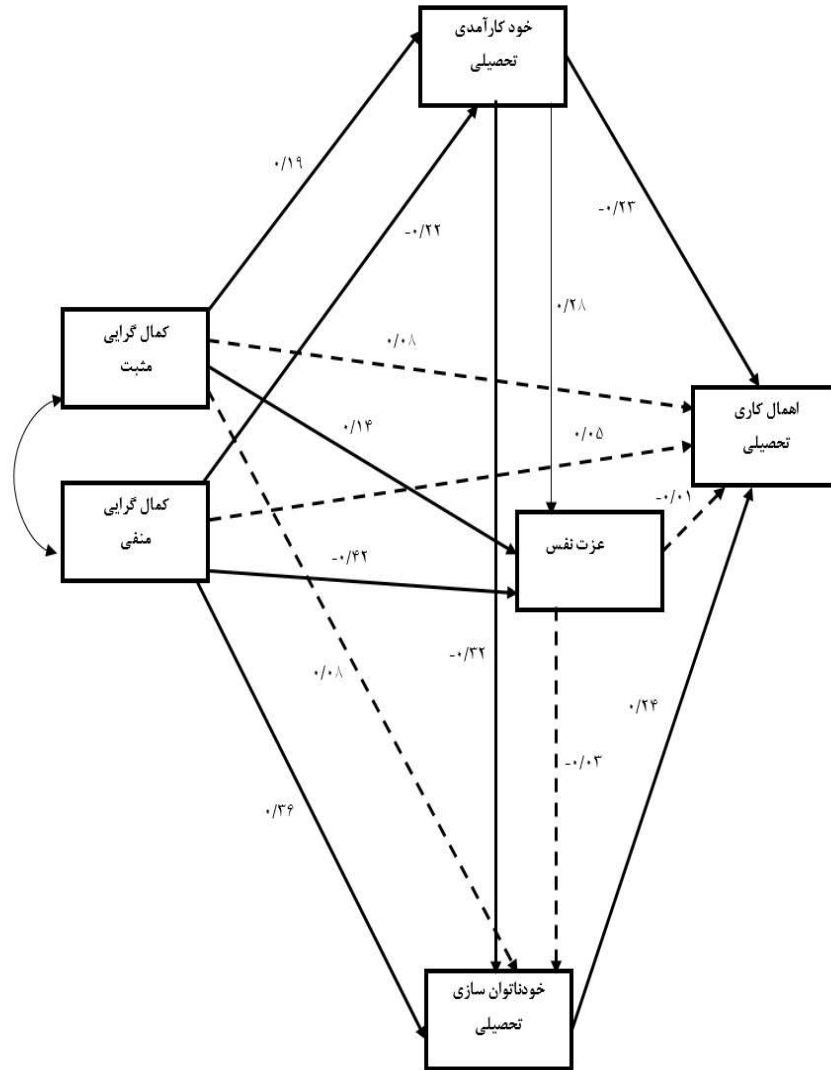 خود کارآمدی
تحصیلی
۰/۱۹
-۰/۲۲
-۰/۲۳
۰/۲۸
کمال گرایی
مثبت
۰/۰۸
اهمال کاری
تحصیلی
۰/۱۴
۰/۰۵
کمال گرایی
منفی
-۰/۰۱
عزت نفس
-۰/۴۲
-۰/۳۲
۰/۰۸
۰/۲۴
-۰/۰۳
۰/۳۶
خودناتوان سازی
تحصیلی